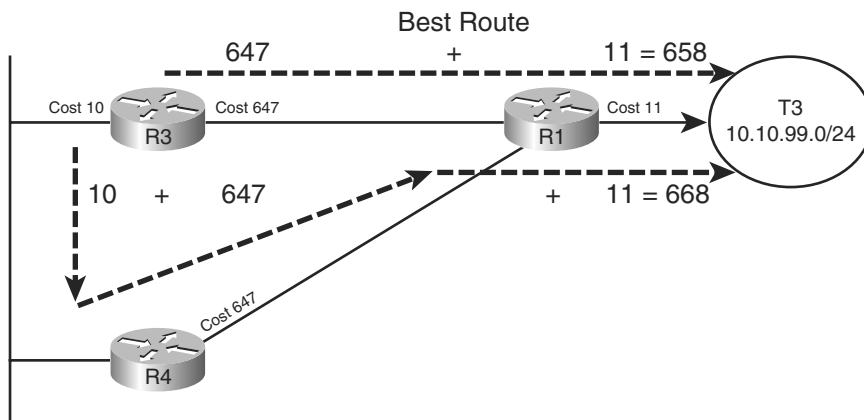 Best Route
647 + 11 = 658
Cost 10
Cost 647
Cost 11
R3
R1
T3
10.10.99.0/24
10 + 647 + 11 = 668
Cost 647
R4